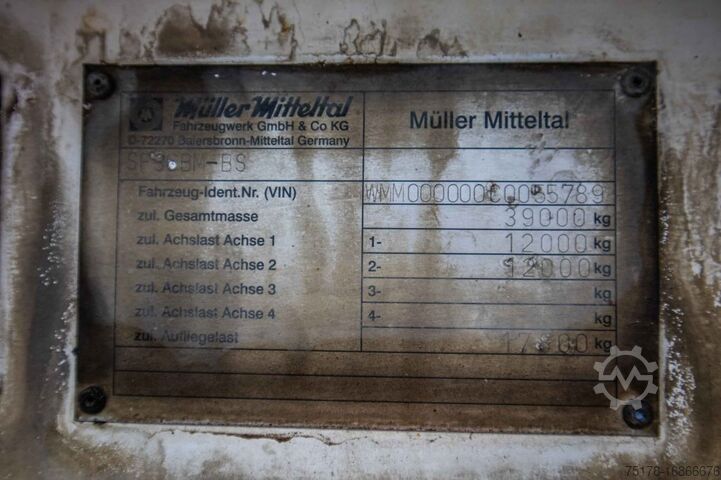 Müller Mitteltal
Fahrzeugwerk GmbH & Co KG
D-72270 Baiersbronn-Mitteltal Germany
Müller Mitteltal
Fahrzeug-Ident.Nr. (VIN)
zul. Gesamtmasse 39000 kg
zul. Achslast Achse 1 1- 12000 kg
zul. Achslast Achse 2 2- 12000 kg
zul. Achslast Achse 3 3- kg
zul. Achslast Achse 4 4- kg
zul. Aufliegelast kg
75178-16866676